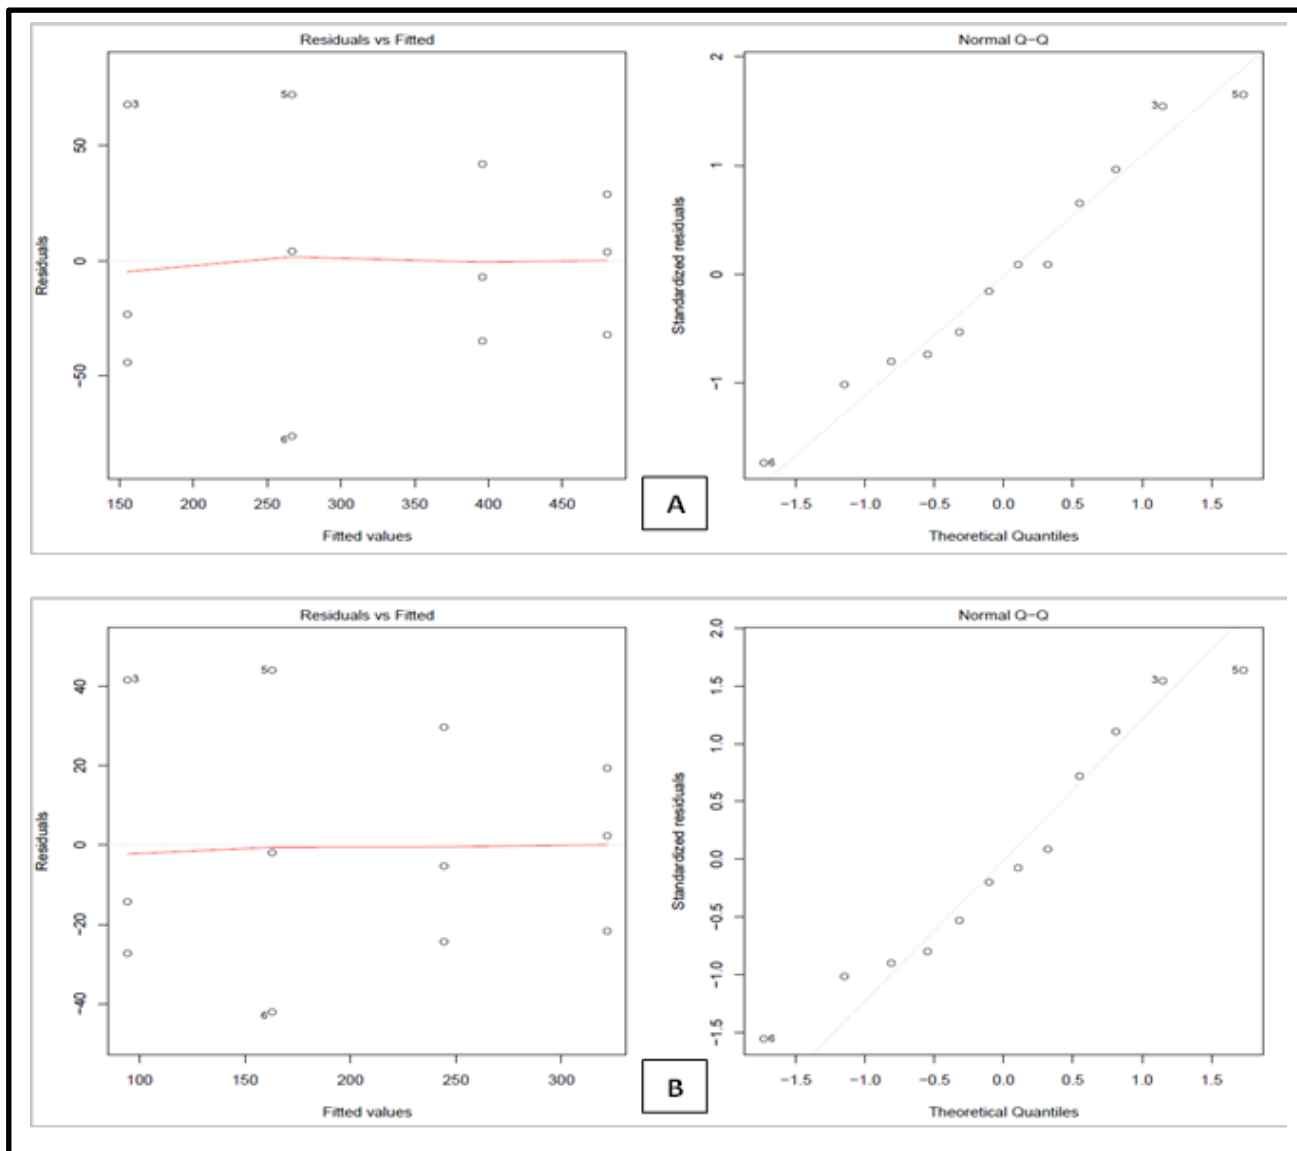 Residuals vs Fitted
Residuals
50
0
−50
3
5
6
150 200 250 300 350 400 450
Fitted values
Normal Q−Q
Standardized residuals
2
1
0
−1
3
5
6
−1.5 −1.0 −0.5 0.0 0.5 1.0 1.5
Theoretical Quantiles
A
Residuals vs Fitted
Residuals
40
20
0
−20
−40
3
5
6
100 150 200 250 300
Fitted values
Normal Q−Q
Standardized residuals
2.0
1.5
1.0
0.5
0.0
−0.5
−1.0
−1.5
3
5
6
−1.5 −1.0 −0.5 0.0 0.5 1.0 1.5
Theoretical Quantiles
B